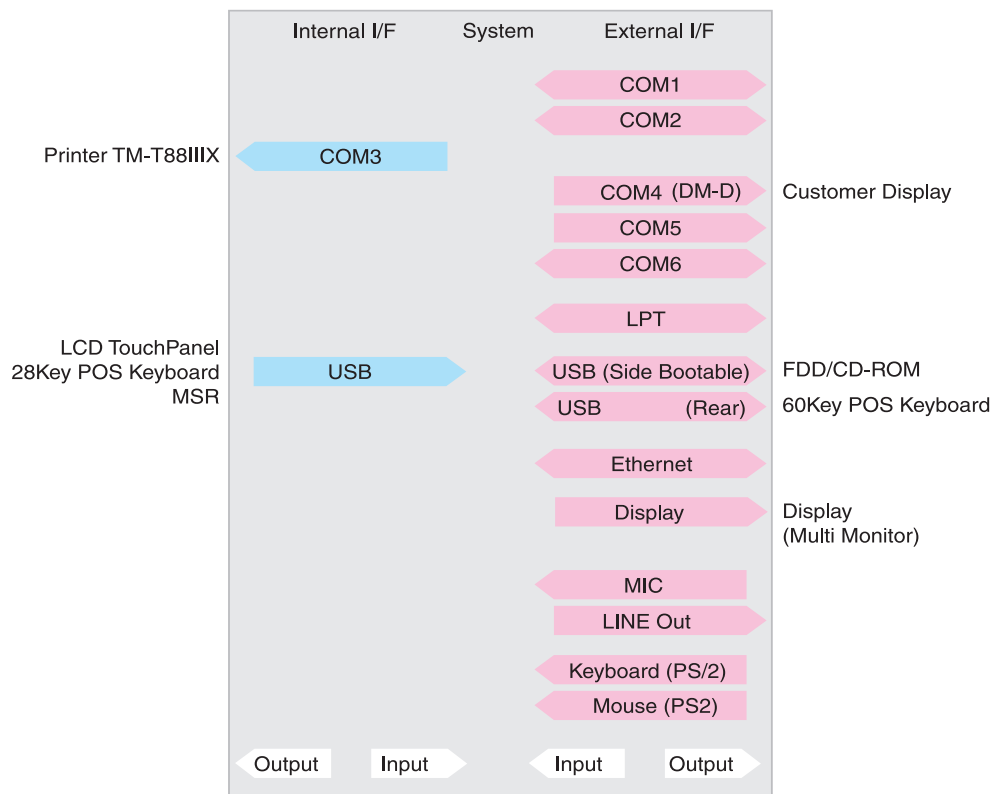 Internal I/F System External I/F
COM1
COM2
Printer TM-T88IIIX COM3
COM4 (DM-D) Customer Display
COM5
COM6
LPT
LCD TouchPanel
28Key POS Keyboard
MSR
USB
USB (Side Bootable) FDD/CD-ROM
USB (Rear) 60Key POS Keyboard
Ethernet
Display
Display
(Multi Monitor)
MIC
LINE Out
Keyboard (PS/2)
Mouse (PS2)
Output Input Input Output